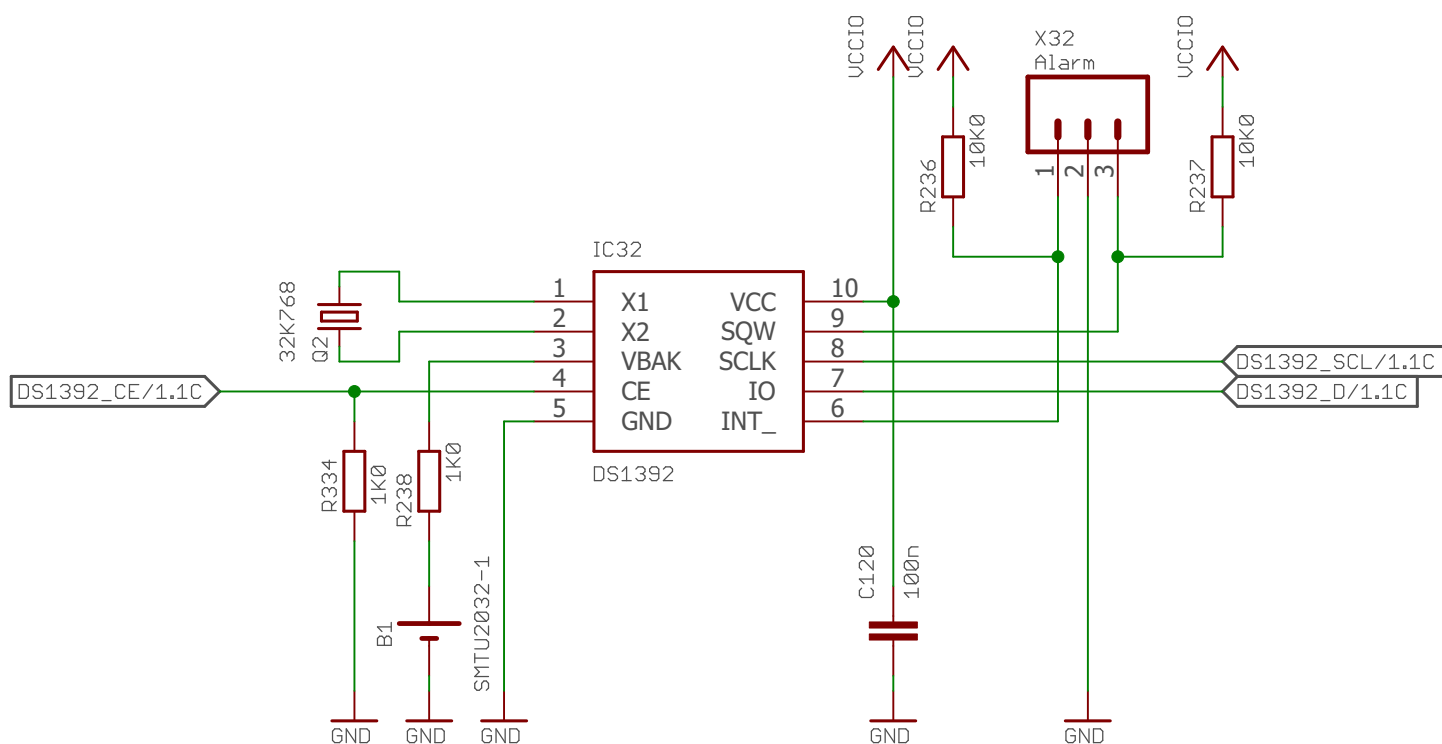 VCCIO
VCCIO
X32
Alarm
VCCIO
R236
10K0
1
2
3
R237
10K0
IC32
32K768
Q2
1 X1 VCC 10
2 X2 SQW 9
3 VBAK SCLK 8
4 CE IO 7
5 GND INT_ 6
DS1392
DS1392_CE/1.1C
DS1392_SCL/1.1C
DS1392_D/1.1C
R334
1K0
R238
1K0
B1
SMTU2032-1
C120
100n
GND
GND
GND
GND
GND